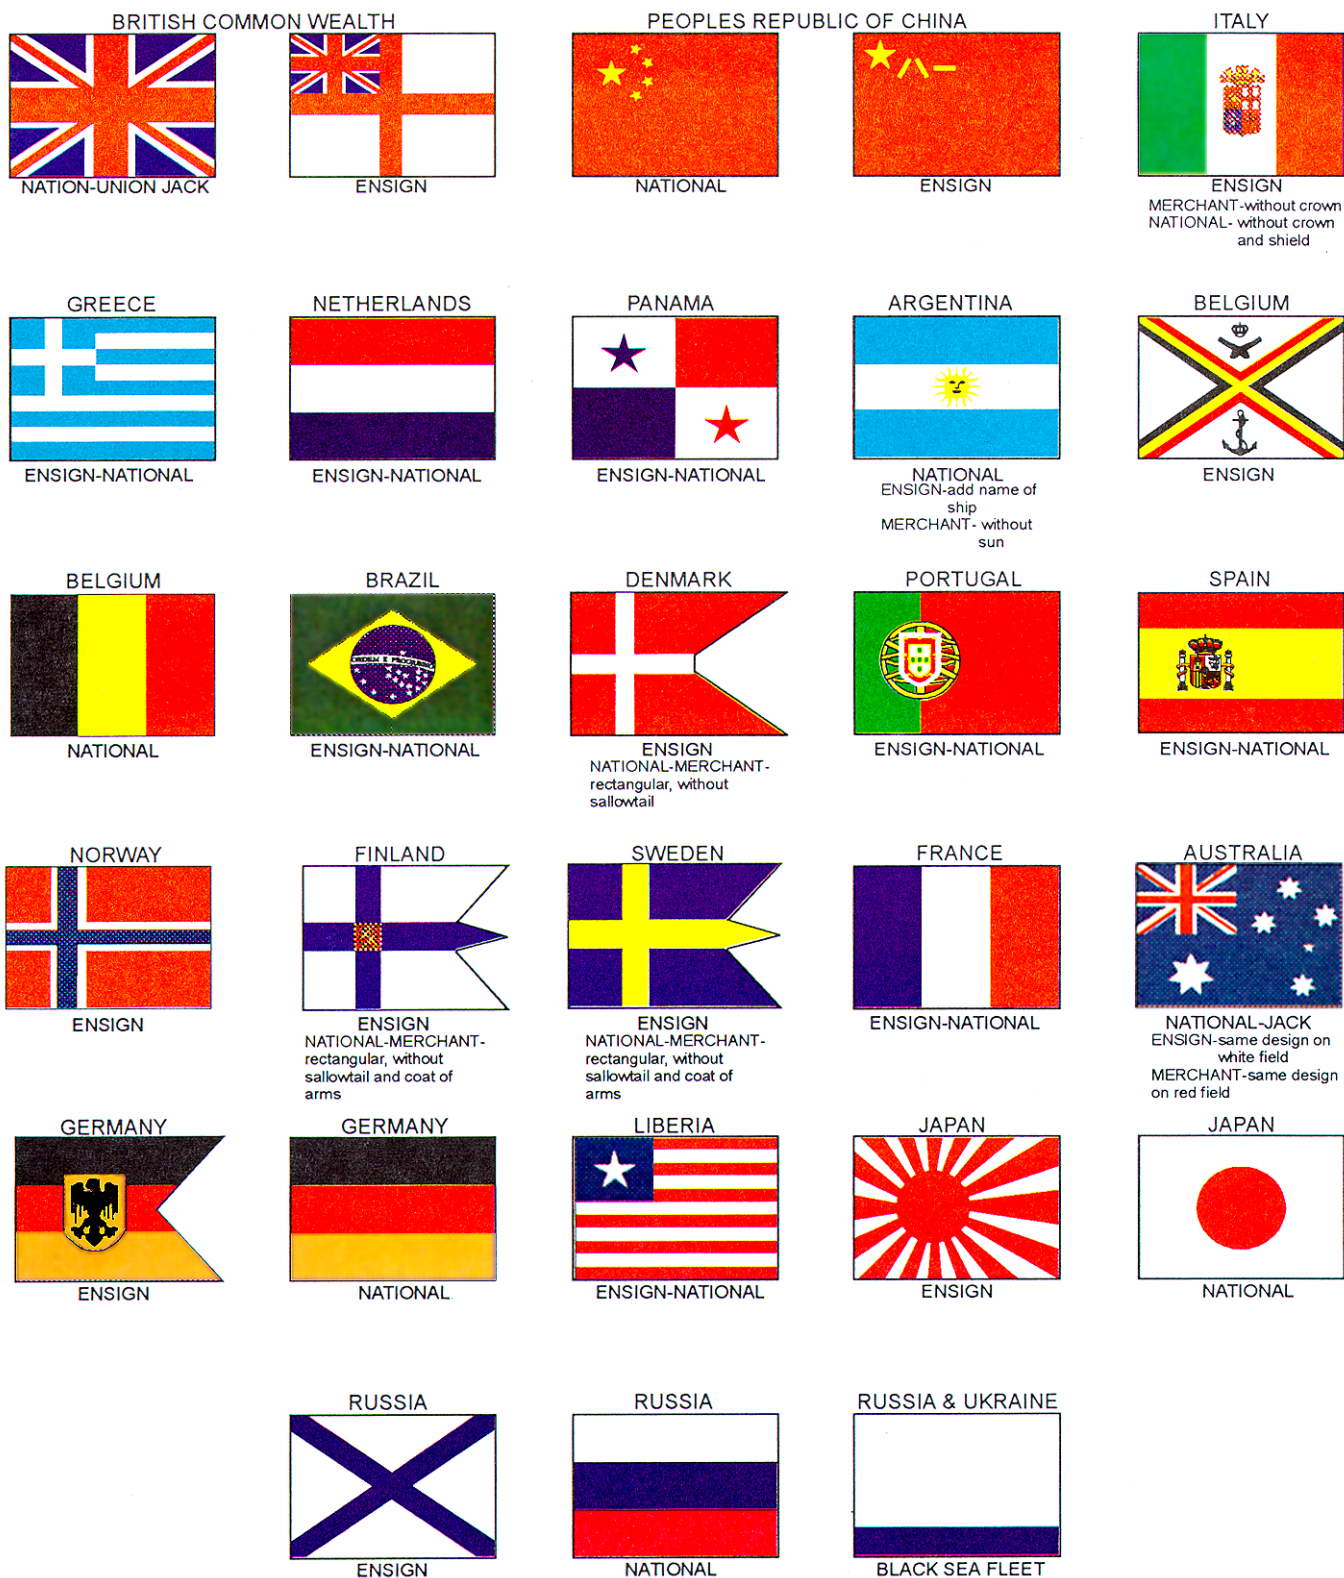 BRITISH COMMON WEALTH
PEOPLES REPUBLIC OF CHINA
ITALY
NATION-UNION JACK
ENSIGN
NATIONAL
ENSIGN
ENSIGN
MERCHANT-without crown
NATIONAL- without crown
and shield
GREECE
NETHERLANDS
PANAMA
ARGENTINA
BELGIUM
ENSIGN-NATIONAL
ENSIGN-NATIONAL
ENSIGN-NATIONAL
NATIONAL
ENSIGN-add name of
ship
MERCHANT- without
sun
ENSIGN
BELGIUM
BRAZIL
DENMARK
PORTUGAL
SPAIN
NATIONAL
ENSIGN-NATIONAL
ENSIGN
NATIONAL-MERCHANT-
rectangular, without
sallowtail
ENSIGN-NATIONAL
ENSIGN-NATIONAL
NORWAY
FINLAND
SWEDEN
FRANCE
AUSTRALIA
ENSIGN
ENSIGN
NATIONAL-MERCHANT-
rectangular, without
sallowtail and coat of
arms
ENSIGN
NATIONAL-MERCHANT-
rectangular, without
sallowtail and coat of
arms
ENSIGN-NATIONAL
NATIONAL-JACK
ENSIGN-same design on
white field
MERCHANT-same design
on red field
GERMANY
GERMANY
LIBERIA
JAPAN
JAPAN
ENSIGN
NATIONAL
ENSIGN-NATIONAL
ENSIGN
NATIONAL
RUSSIA
RUSSIA
RUSSIA & UKRAINE
ENSIGN
NATIONAL
BLACK SEA FLEET